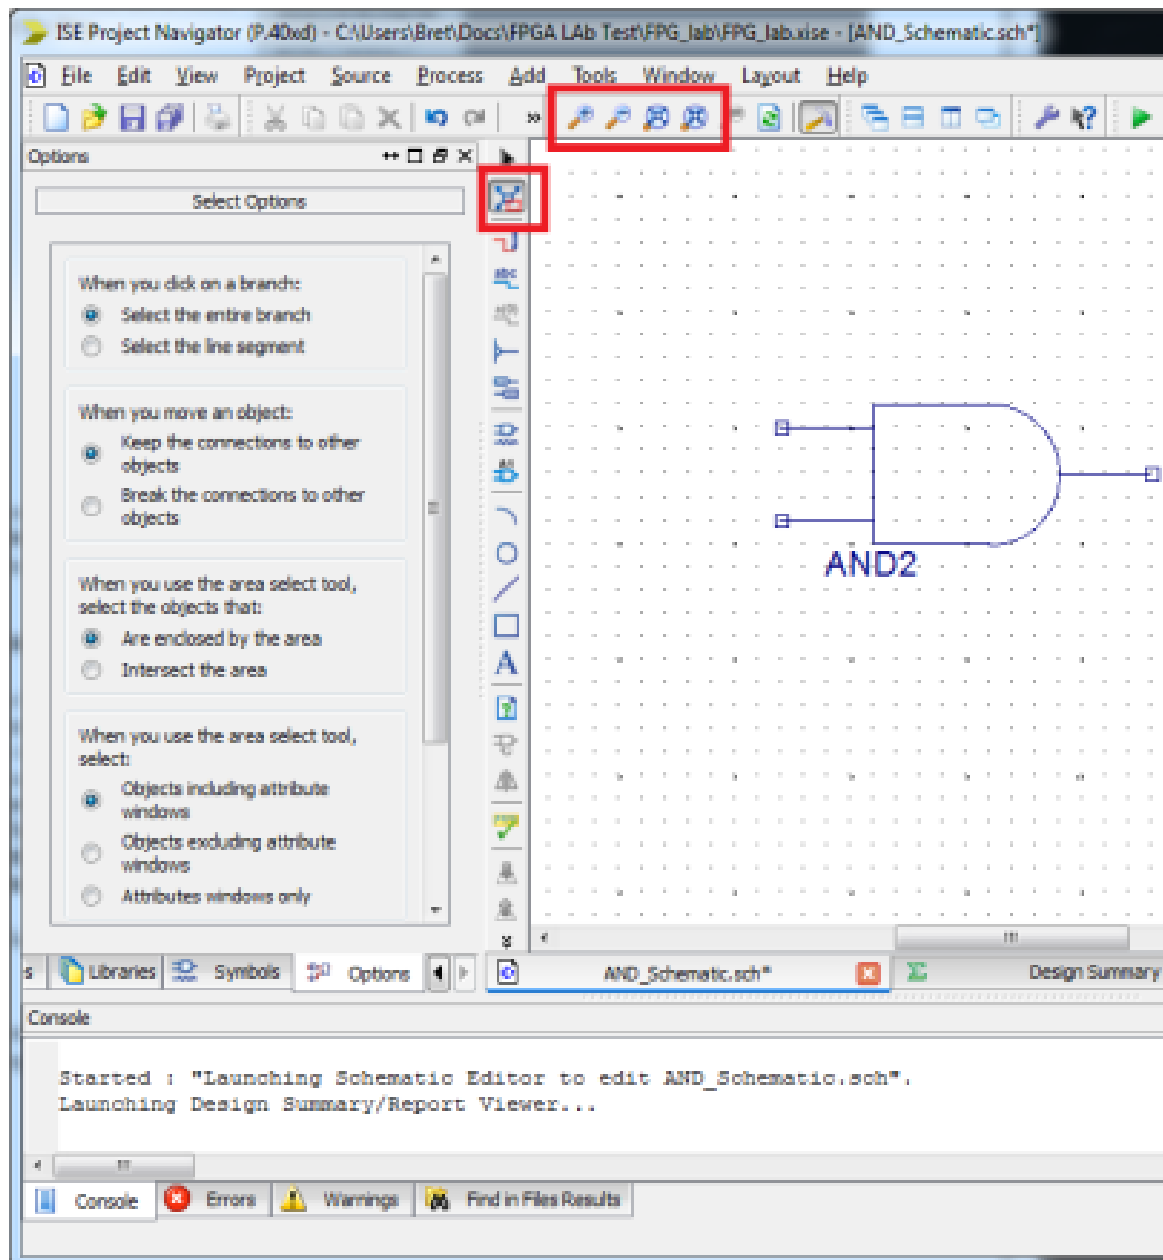 ISE Project Navigator (P.40xd) - C:\Users\Bret\Docs\FPGA LAb Test\FPG_lab\FPG_lab.xise - [AND_Schematic.sch*]
File Edit View Project Source Process Add Tools Window Layout Help
Options
Select Options
When you click on a branch:
Select the entire branch
Select the line segment
When you move an object:
Keep the connections to other
objects
Break the connections to other
objects
When you use the area select tool,
select the objects that:
Are enclosed by the area
Intersect the area
When you use the area select tool,
select:
Objects including attribute
windows
Objects excluding attribute
windows
Attributes windows only
AND2
s Libraries Symbols Options
AND_Schematic.sch* Design Summary
Console
Started : "Launching Schematic Editor to edit AND_Schematic.sch".
Launching Design Summary/Report Viewer...
Console Errors Warnings Find in Files Results